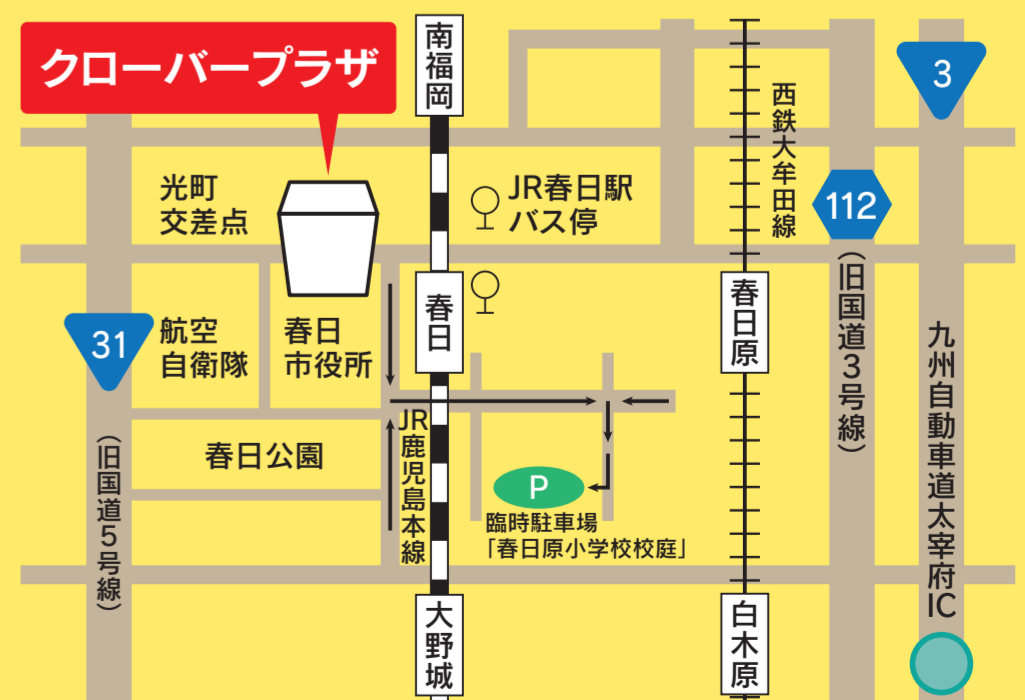 クローバープラザ
南福岡
3
西鉄大牟田線
光町
交差点
JR春日駅
バス停
112
(旧国道3号線)
31
航空
自衛隊
春日
市役所
春日
春日原
九州自動車道太宰府IC
(旧国道5号線)
春日公園
JR鹿児島本線
P
臨時駐車場
「春日原小学校校庭」
大野城
白木原